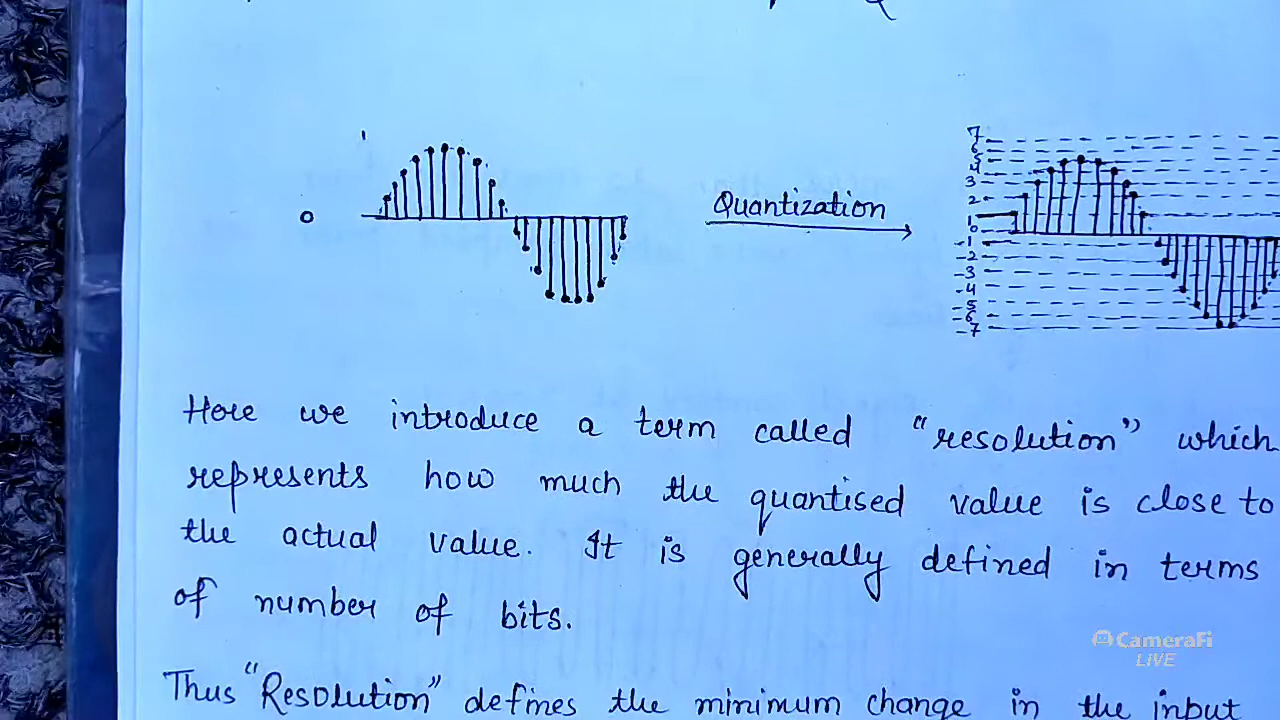 Quantization
0
7
6
5
4
3
2
1
0
-1
-2
-3
-4
-5
-6
-7
Here we introduce a term called "resolution" which
represents how much the quantised value is close to
the actual value. It is generally defined in terms
of number of bits.
Thus "Resolution" defines the minimum change in the input
CameraFi
LIVE